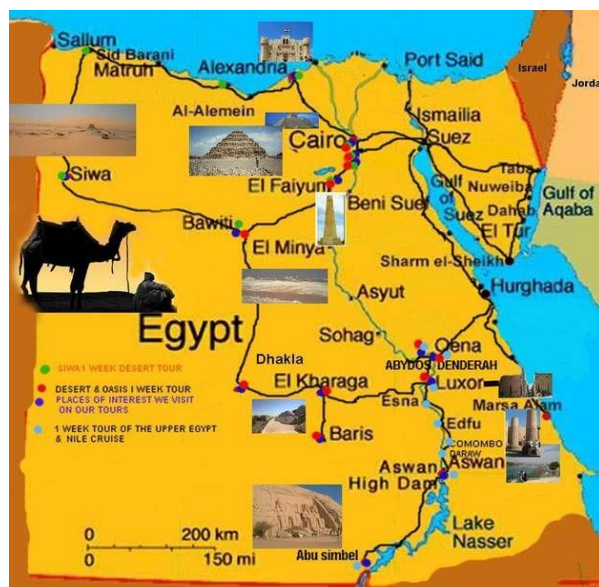 Sallum
Sid Barani
Matruh
Alexandria
Port Said
Israel
Jorda
Al-Alemein
Ismailia
Cairo
Suez
Siwa
El Faiyum
Taba
Nuweiba
Gulf of
Aqaba
Beni Suef
Gulf
of
Suez
Dahab
Bawiti
El Tur
El Minya
Sharm el-Sheikh
Asyut
Hurghada
Egypt
Sohag
Qena
Dhakla
ABYDOS
DENDERAH
SIWA 1 WEEK DESERT TOUR
El Kharaga
Luxor
DESERT & OASIS I WEEK TOUR
PLACES OF INTEREST WE VISIT
ON OUR TOURS
Esna
Marsa Alam
1 WEEK TOUR OF THE UPPER EGYPT
& NILE CRUISE
Baris
Edfu
COMOMBO
DARAW
Aswan
High Dam
Aswan
0 200 km
0 150 mi
Lake
Nasser
Abu simbel